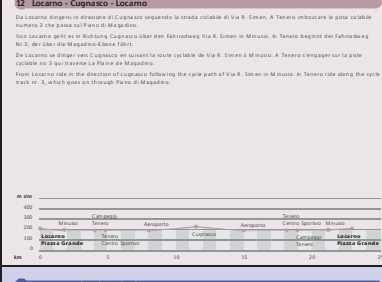 12 Locarno - Cugnasco - Locarno
Da Locarno dirigersi in direzione di Cugnasco seguendo la strada ciclabile di Via R. Simen. A Tenero imboccare la pista ciclabile
numero 3 che passa sul Piano di Magadino.
Von Locarno geht es in Richtung Cugnasco über den Fahrradweg Via R. Simen in Minusio. In Tenero beginnt der Fahrradweg
Nr.3, der über die Magadino-Ebene führt.
De Locarno se diriger vers Cugnasco en suivant la route cyclable de Via R. Simen à Minusio. A Tenero s'engager sur la piste
cyclable no 3 qui traverse La Plaine de Magadino.
From Locarno ride in the direction of cugnasco following the cycle path of Via R. Simen in Minusio. In Tenero ride along the cycle
track nr. 3, which goes on through Piano di Magadino.
m slm
400
300
200
100
0
Campeggi
Tenero
Minusio Tenero Aeroporto Aeroporto Centro Sportivo Minusio
Locarno Tenero Cugnasco Campeggi Locarno
Piazza Grande Centro Sportivo Tenero Piazza Grande
km 0 5 10 15 20 25